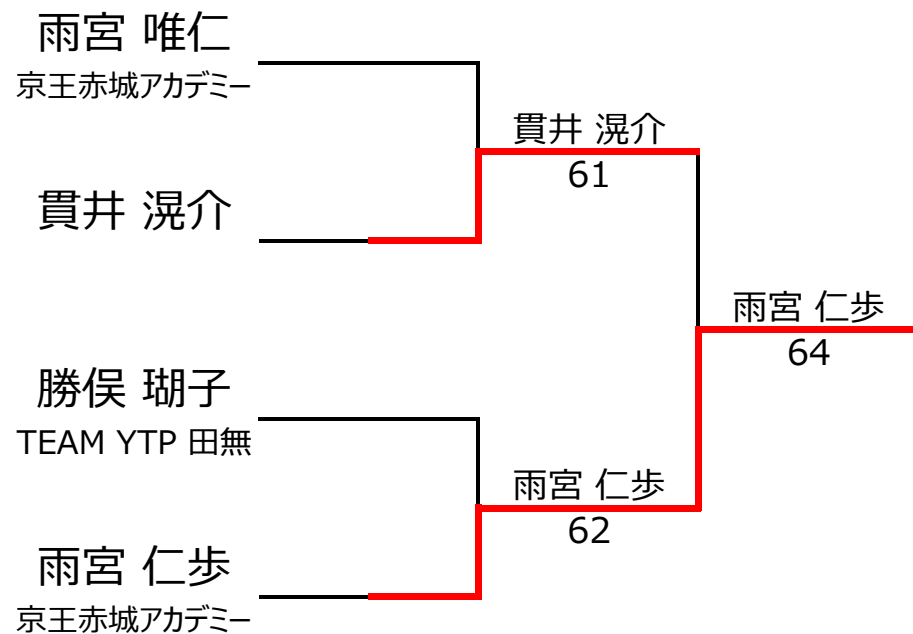 雨宮 唯仁
京王赤城アカデミー
貫井 滉介
61
貫井 滉介
雨宮 仁歩
64
勝俣 瑚子
TEAM YTP 田無
雨宮 仁歩
62
雨宮 仁歩
京王赤城アカデミー